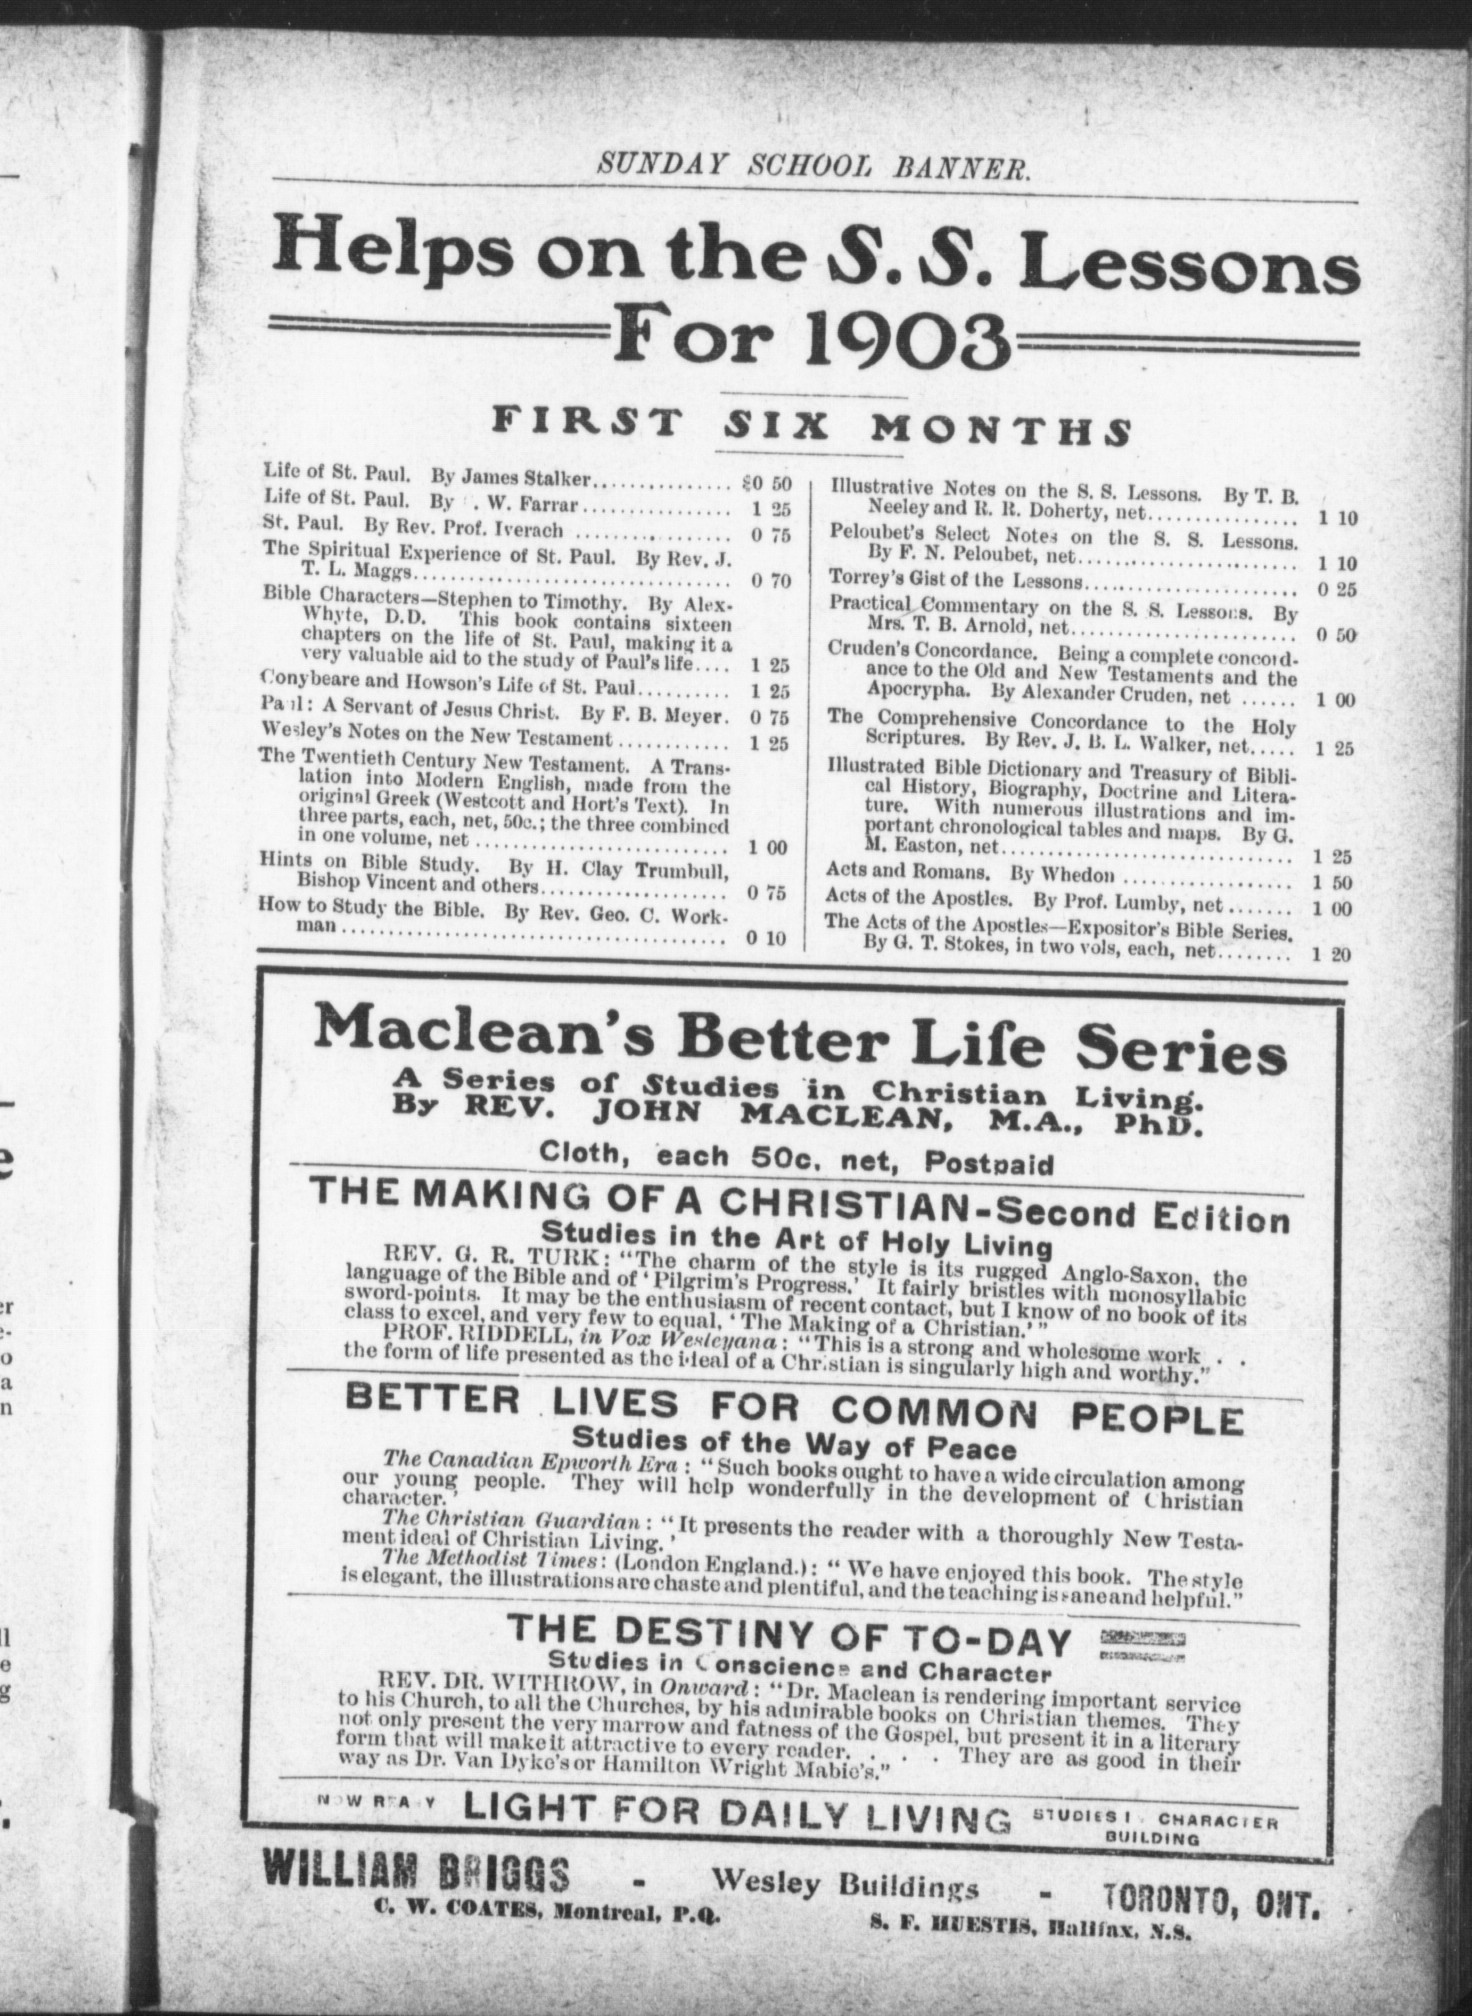 SUNDAY SCHOOL BANNER.
Helps on the S. S. Lessons
For 1903
FIRST SIX MONTHS
Life of St. Paul. By James Stalker.............. $0 50
Life of St. Paul. By . W. Farrar................ 1 25
St. Paul. By Rev. Prof. Iverach ................ 0 75
The Spiritual Experience of St. Paul. By Rev. J.
T. L. Maggs................................ 0 70
Bible Characters—Stephen to Timothy. By Alex-
Whyte, D.D. This book contains sixteen
chapters on the life of St. Paul, making it a
very valuable aid to the study of Paul's life.... 1 25
Conybeare and Howson's Life of St. Paul.......... 1 25
Pa l: A Servant of Jesus Christ. By F. B. Meyer. 0 75
Wesley's Notes on the New Testament ............ 1 25
The Twentieth Century New Testament. A Trans-
lation into Modern English, made from the
original Greek (Westcott and Hort's Text). In
three parts, each, net, 50c.; the three combined
in one volume, net .......................... 1 00
Hints on Bible Study. By H. Clay Trumbull,
Bishop Vincent and others................... 0 75
How to Study the Bible. By Rev. Geo. C. Work-
man ....................................... 0 10
Illustrative Notes on the S. S. Lessons. By T. B.
Neeley and R. R. Doherty, net................ 1 10
Peloubet's Select Notes on the S. S. Lessons.
By F. N. Peloubet, net....................... 1 10
Torrey's Gist of the Lessons...................... 0 25
Practical Commentary on the S. S. Lessons. By
Mrs. T. B. Arnold, net....................... 0 50
Cruden's Concordance. Being a complete concord-
ance to the Old and New Testaments and the
Apocrypha. By Alexander Cruden, net ...... 1 00
The Comprehensive Concordance to the Holy
Scriptures. By Rev. J. B. L. Walker, net..... 1 25
Illustrated Bible Dictionary and Treasury of Bibli-
cal History, Biography, Doctrine and Litera-
ture. With numerous illustrations and im-
portant chronological tables and maps. By G.
M. Easton, net.............................. 1 25
Acts and Romans. By Whedon ................. 1 50
Acts of the Apostles. By Prof. Lumby, net....... 1 00
The Acts of the Apostles—Expositor's Bible Series.
By G. T. Stokes, in two vols, each, net........ 1 20
Maclean's Better Life Series
A Series of Studies in Christian Living.
By REV. JOHN MACLEAN, M.A., PhD.
Cloth, each 50c. net, Postpaid
THE MAKING OF A CHRISTIAN-Second Edition
Studies in the Art of Holy Living
REV. G. R. TURK: "The charm of the style is its rugged Anglo-Saxon, the
language of the Bible and of 'Pilgrim's Progress.' It fairly bristles with monosyllabic
sword-points. It may be the enthusiasm of recent contact, but I know of no book of its
class to excel, and very few to equal, 'The Making of a Christian.'"
PROF. RIDDELL, in Vox Wesleyana: "This is a strong and wholesome work . .
the form of life presented as the ideal of a Christian is singularly high and worthy."
BETTER LIVES FOR COMMON PEOPLE
Studies of the Way of Peace
The Canadian Epworth Era: "Such books ought to have a wide circulation among
our young people. They will help wonderfully in the development of Christian
character.'
The Christian Guardian: "It presents the reader with a thoroughly New Testa-
ment ideal of Christian Living.'
The Methodist Times: (London England.): "We have enjoyed this book. The style
is elegant, the illustrations are chaste and plentiful, and the teaching is sane and helpful."
THE DESTINY OF TO-DAY
Studies in Conscience and Character
REV. DR. WITHROW, in Onward: "Dr. Maclean is rendering important service
to his Church, to all the Churches, by his admirable books on Christian themes. They
not only present the very marrow and fatness of the Gospel, but present it in a literary
form that will make it attractive to every reader. . . . They are as good in their
way as Dr. Van Dyke's or Hamilton Wright Mabie's."
NOW READY LIGHT FOR DAILY LIVING STUDIES I CHARACTER
BUILDING
WILLIAM BRIGGS - Wesley Buildings - TORONTO, ONT.
C. W. COATES, Montreal, P.Q. S. F. HUESTIS, Halifax, N.S.